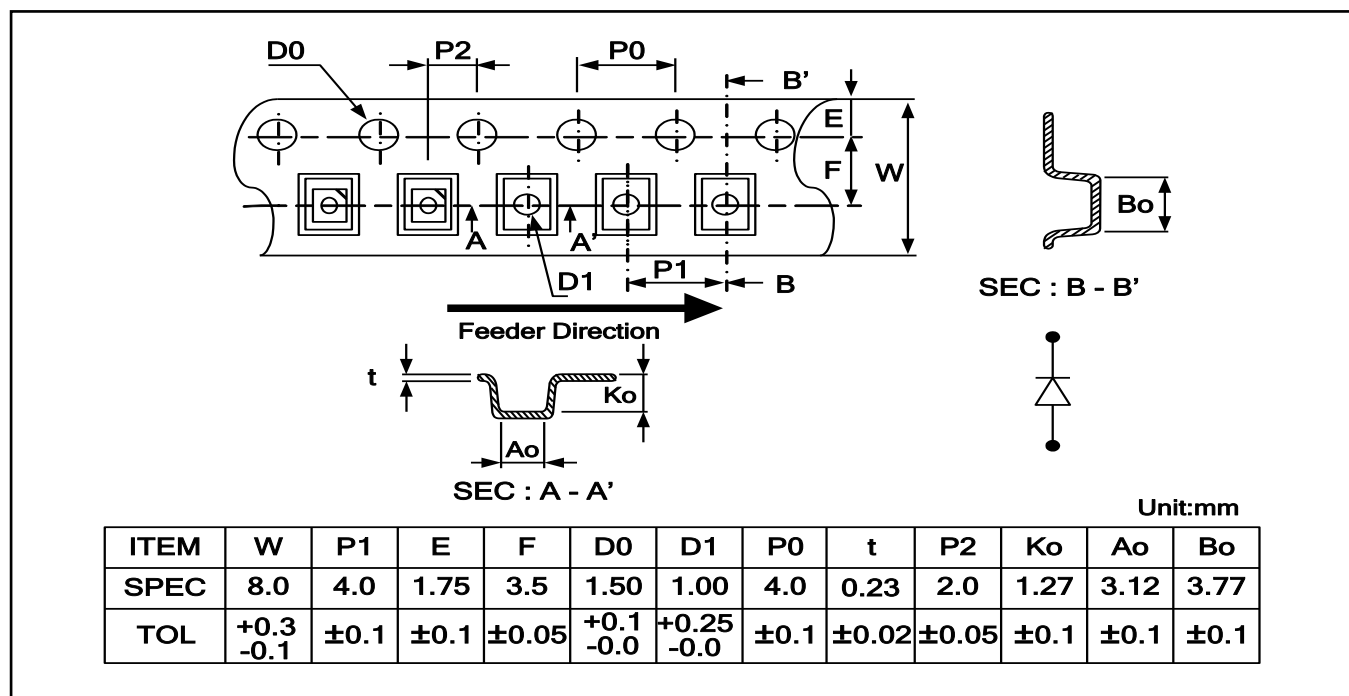 D0
P2
P0
B’
E
F
W
A
A’
D1
P1
B
Feeder Direction
Bo
SEC : B - B’
t
Ko
Ao
SEC : A - A’
Unit:mm
ITEM W P1 E F D0 D1 P0 t P2 Ko Ao Bo
SPEC 8.0 4.0 1.75 3.5 1.50 1.00 4.0 0.23 2.0 1.27 3.12 3.77
TOL +0.3 -0.1 ±0.1 ±0.1 ±0.05 +0.1 -0.0 +0.25 -0.0 ±0.1 ±0.02 ±0.05 ±0.1 ±0.1 ±0.1